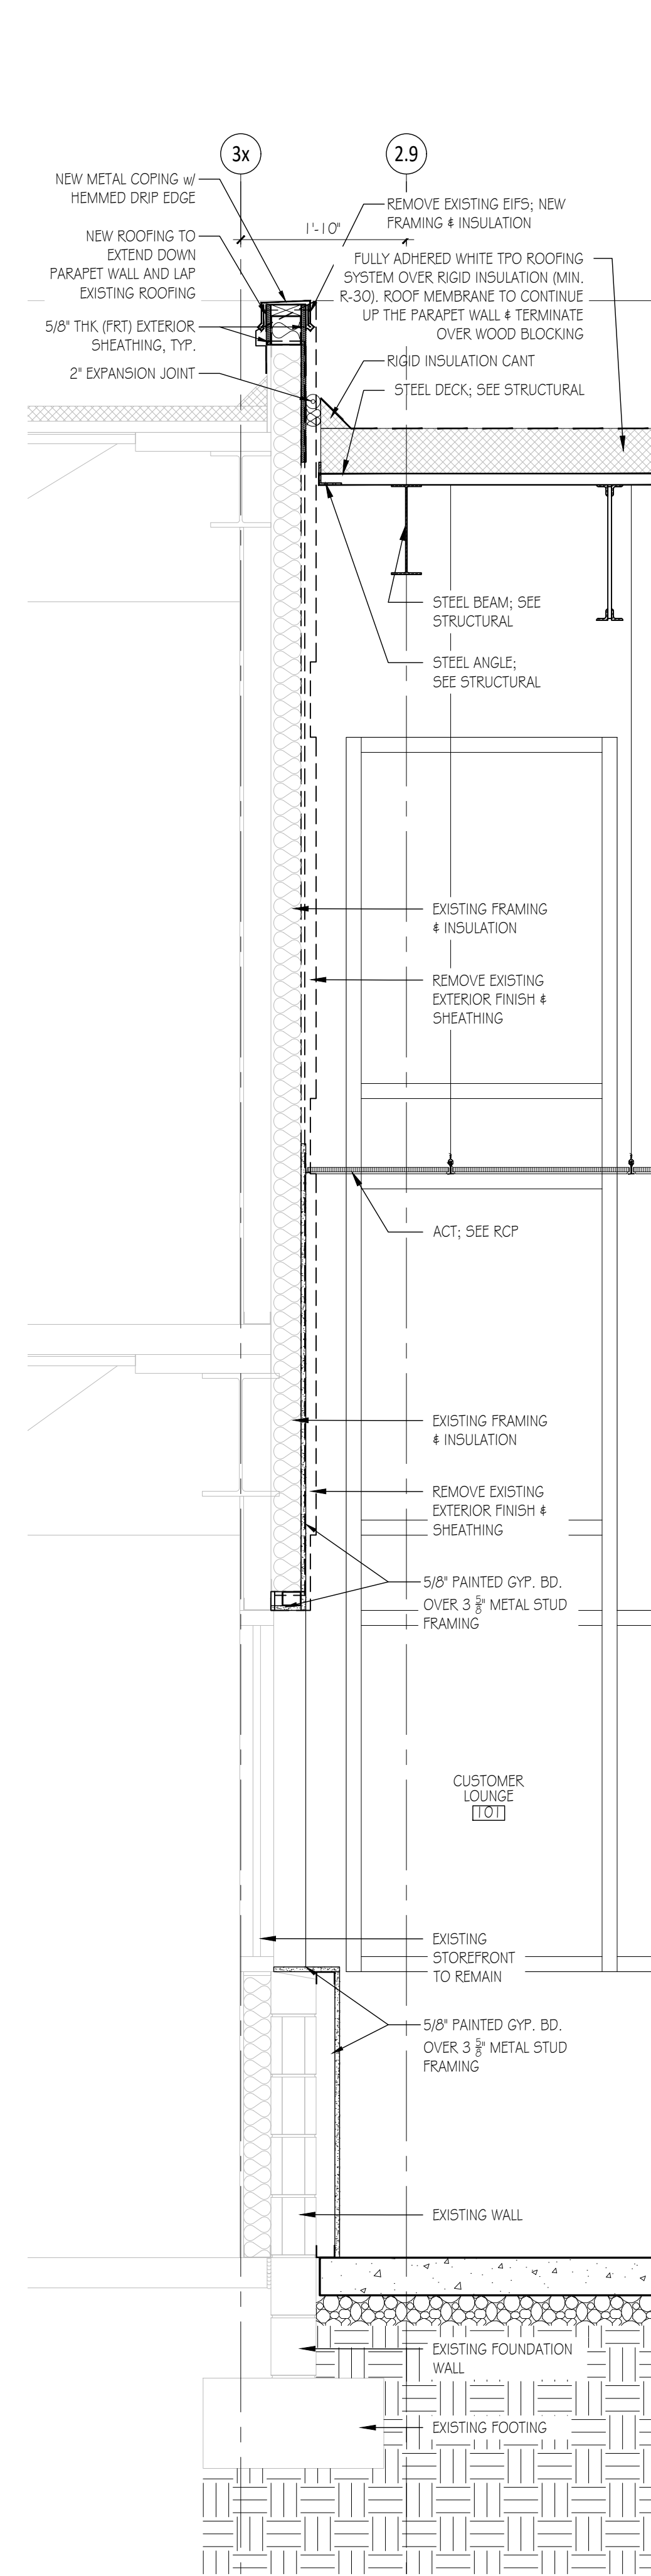 3x
2.9
NEW METAL COPING w/
HEMMED DRIP EDGE
REMOVE EXISTING EIFS; NEW
FRAMING & INSULATION
1'-10"
NEW ROOFING TO
EXTEND DOWN
PARAPET WALL AND LAP
EXISTING ROOFING
FULLY ADHERED WHITE TPO ROOFING
SYSTEM OVER RIGID INSULATION (MIN.
R-30). ROOF MEMBRANE TO CONTINUE
UP THE PARAPET WALL & TERMINATE
OVER WOOD BLOCKING
5/8" THK (FRT) EXTERIOR
SHEATHING, TYP.
2" EXPANSION JOINT
RIGID INSULATION CANT
STEEL DECK; SEE STRUCTURAL
STEEL BEAM; SEE
STRUCTURAL
STEEL ANGLE;
SEE STRUCTURAL
EXISTING FRAMING
& INSULATION
REMOVE EXISTING
EXTERIOR FINISH &
SHEATHING
ACT; SEE RCP
EXISTING FRAMING
& INSULATION
REMOVE EXISTING
EXTERIOR FINISH &
SHEATHING
5/8" PAINTED GYP. BD.
OVER 3 5/8" METAL STUD
FRAMING
CUSTOMER
LOUNGE
101
EXISTING
STOREFRONT
TO REMAIN
5/8" PAINTED GYP. BD.
OVER 3 5/8" METAL STUD
FRAMING
EXISTING WALL
EXISTING FOUNDATION
WALL
EXISTING FOOTING